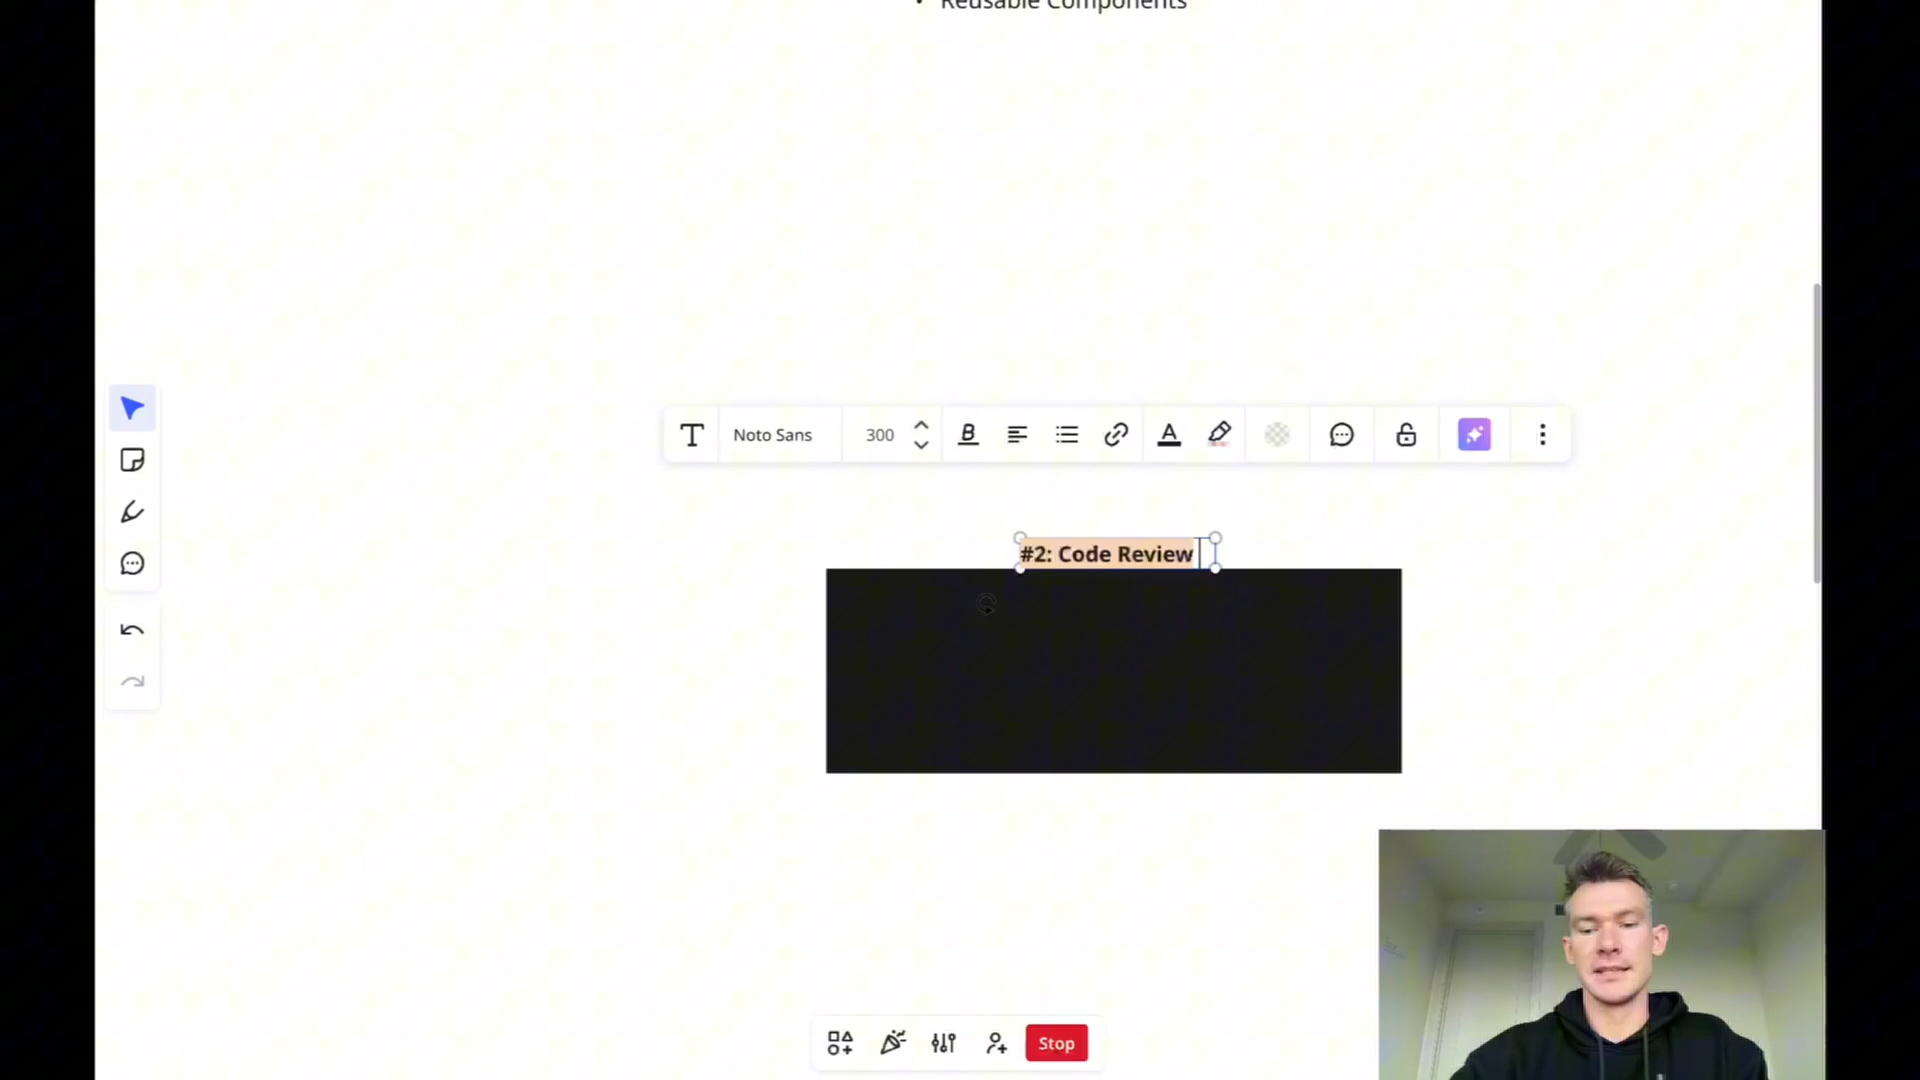 • Reusable Components
Noto Sans
300
#2: Code Review
Stop